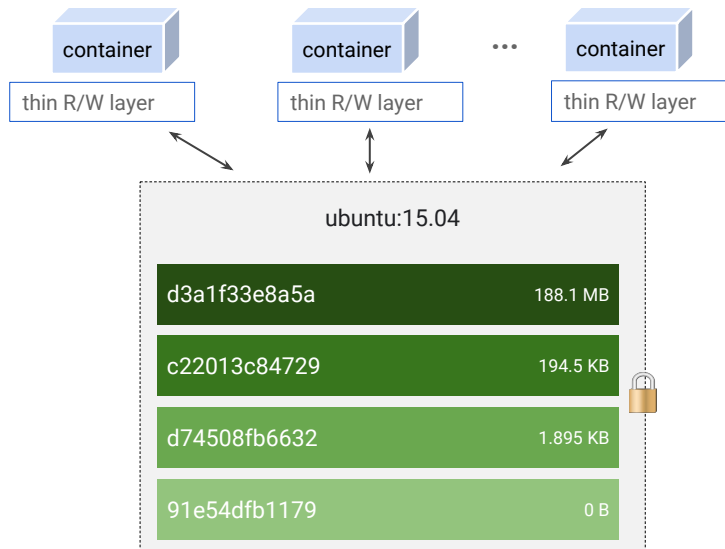 container
container
...
container
thin R/W layer
thin R/W layer
thin R/W layer
ubuntu:15.04
d3a1f33e8a5a 188.1 MB
c22013c84729 194.5 KB
d74508fb6632 1.895 KB
91e54dfb1179 0 B